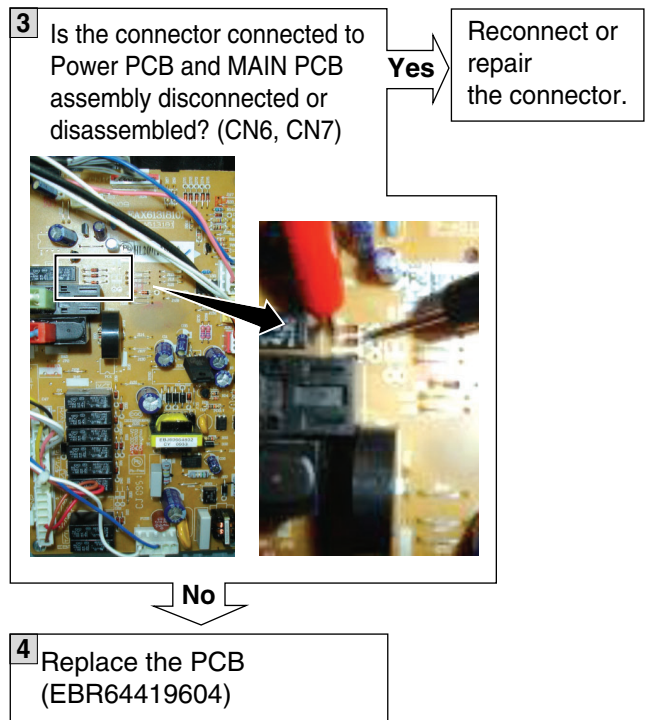 3
Is the connector connected to
Power PCB and MAIN PCB
assembly disconnected or
disassembled? (CN6, CN7)
Yes
Reconnect or
repair
the connector.
No
4
Replace the PCB
(EBR64419604)